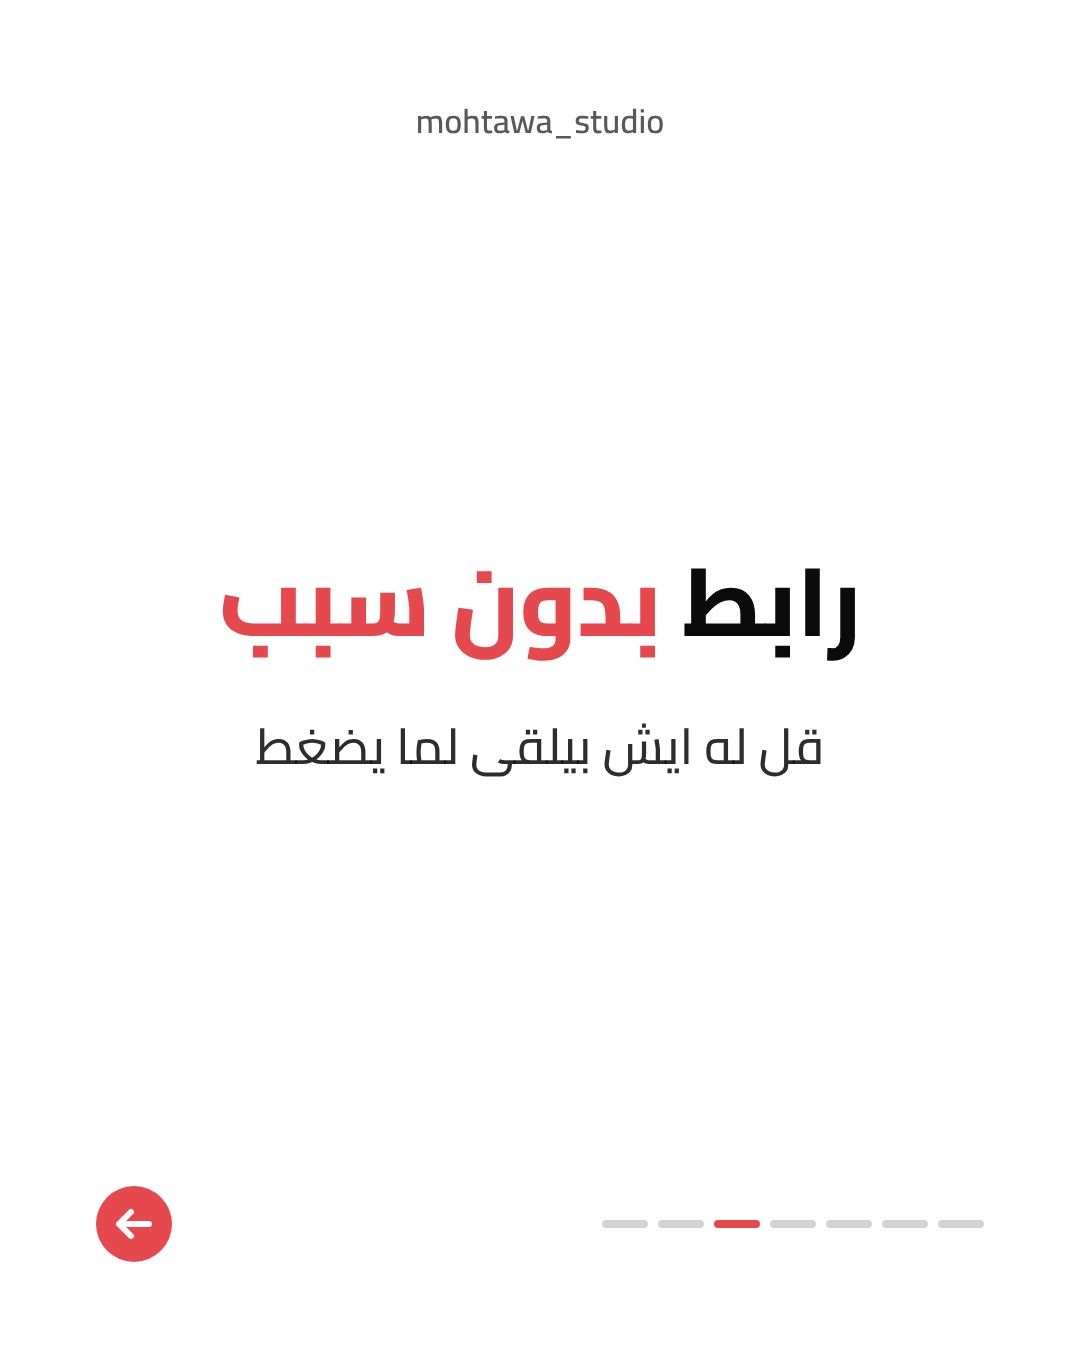 mohtawa_studio
رابط بدون سبب
قل له ايش بيلقى لما يضغط